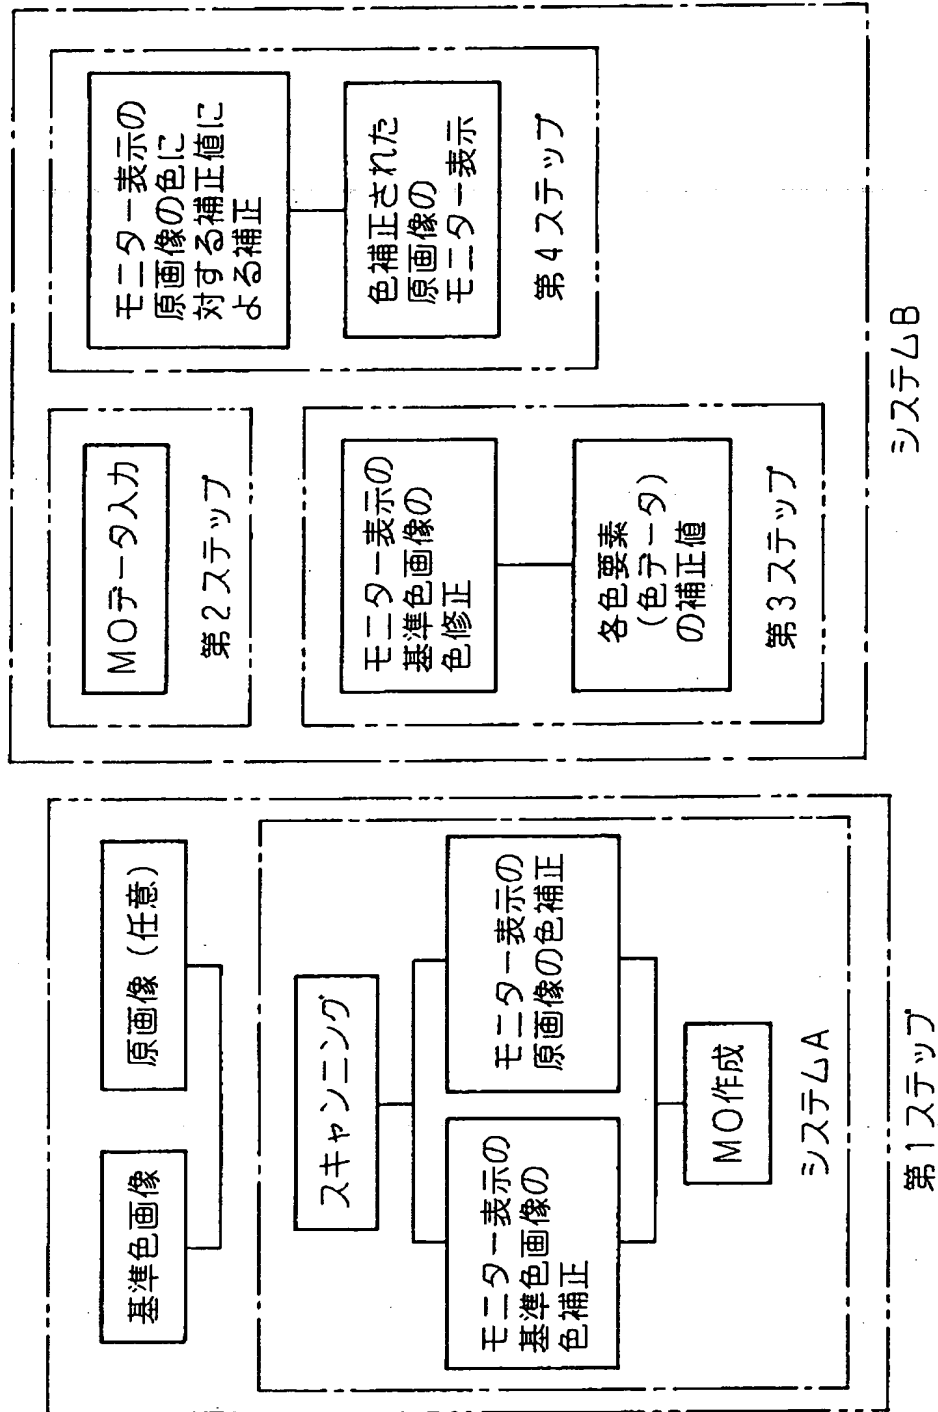 基準色画像
原画像(任意)
スキャンニング
モニター表示の
基準色画像の
色補正
モニター表示の
原画像の色補正
MO作成
システムA
第1ステップ
MOデータ入力
第2ステップ
モニター表示の
基準色画像の
色修正
各色要素
(色データ)
の補正値
第3ステップ
モニター表示の
原画像の色に
対する補正値に
よる補正
色補正された
原画像の
モニター表示
第4ステップ
システムB